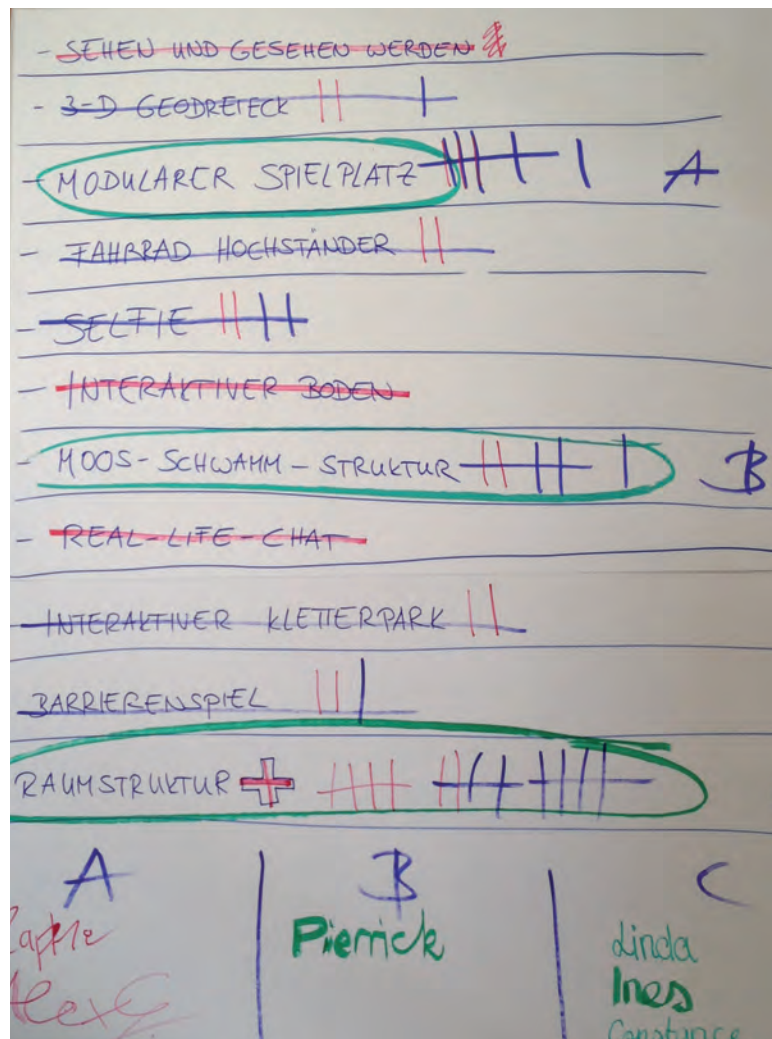 - SEHEN UND GESEHEN WERDEN
- 3-D GEODREIECK
- MODULARER SPIELPLATZ A
- FAHRRAD HOCHSTÄNDER
- SELFIE
- INTERAKTIVER BODEN
- MOOS-SCHWAMM-STRUKTUR B
- REAL-LIFE-CHAT
INTERAKTIVER KLETTERPARK
BARRIERENSPIEL
RAUMSTRUKTUR
A B C
Pierrick Linda
Ines
Constance